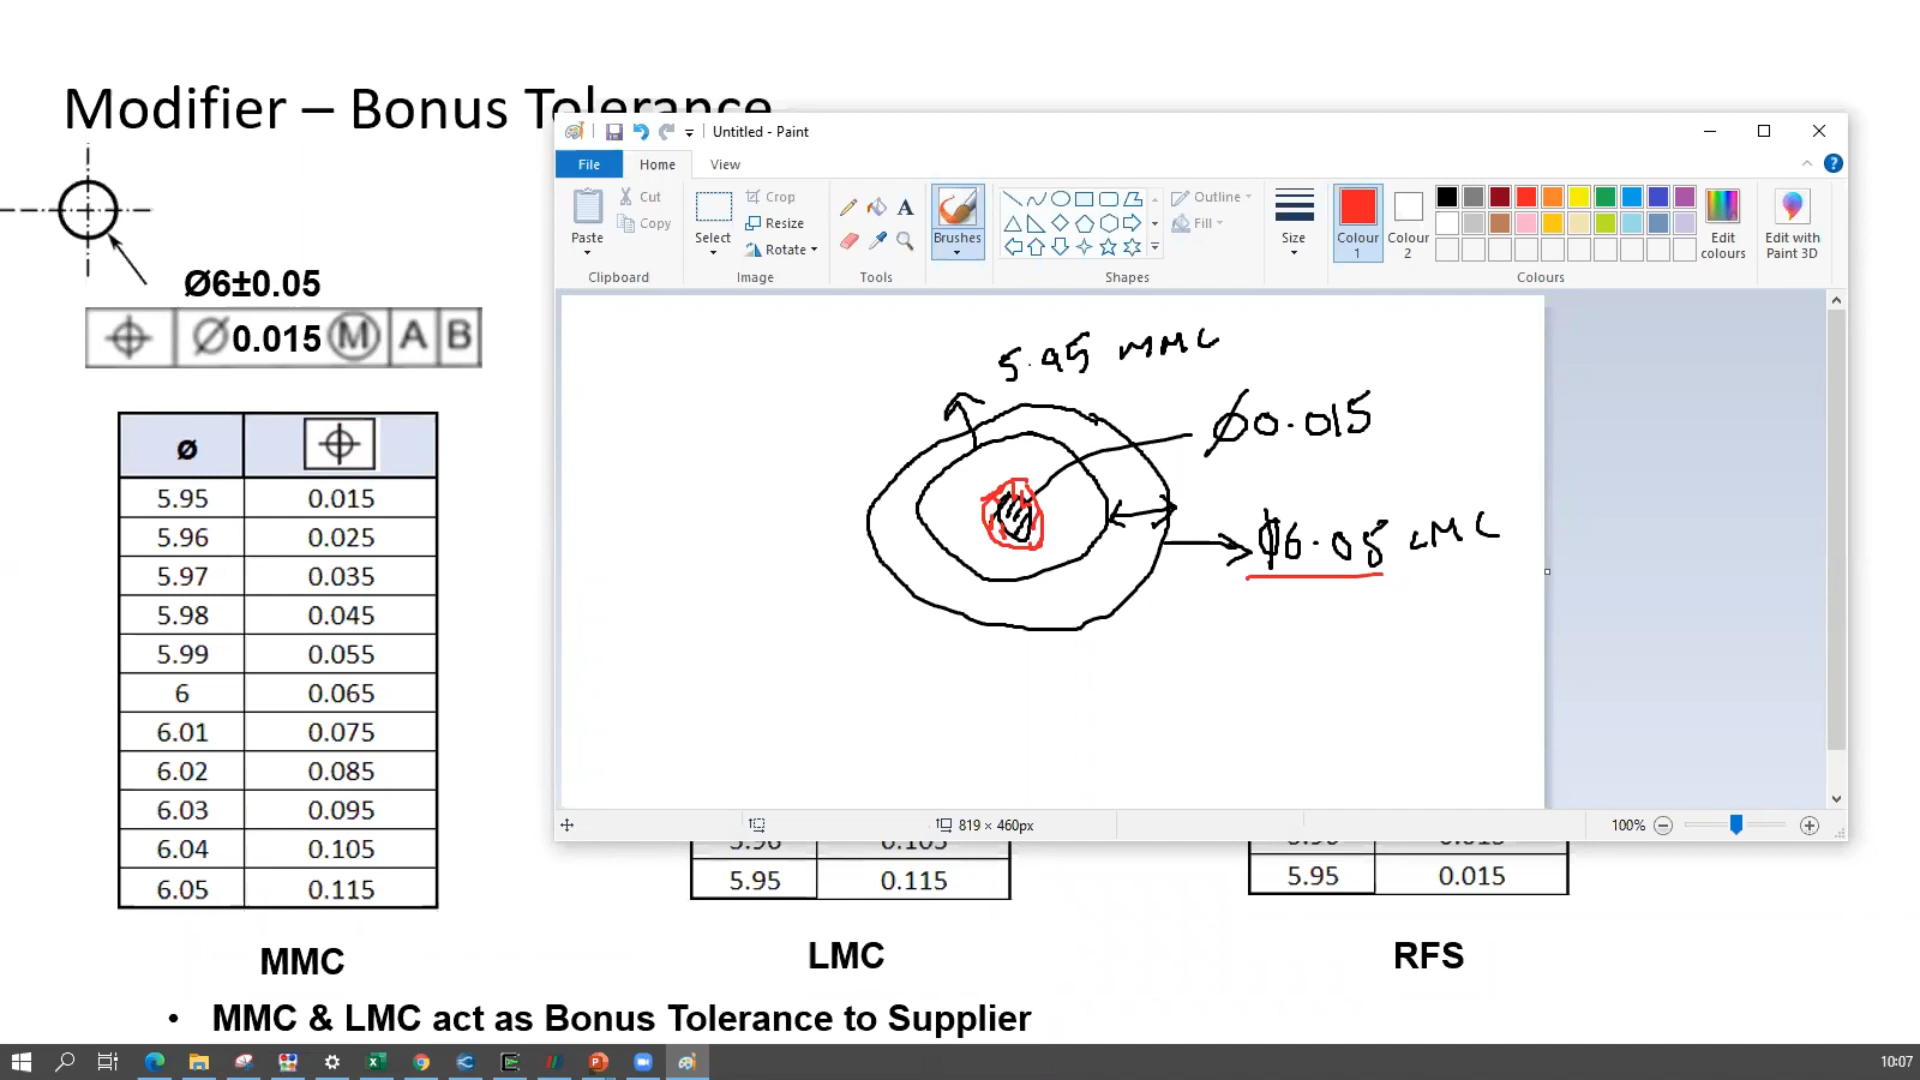 Modifier – Bonus Tolerance
Ø6±0.05
Ø0.015 Ⓜ A B
ø
5.95 0.015
5.96 0.025
5.97 0.035
5.98 0.045
5.99 0.055
6 0.065
6.01 0.075
6.02 0.085
6.03 0.095
6.04 0.105
6.05 0.115
MMC
Untitled - Paint
File Home View
Cut
Copy
Paste
Clipboard
Select
Crop
Resize
Rotate
Image
A
Tools
Brushes
Shapes
Outline
Fill
Size
Colour 1
Colour 2
Edit colours
Edit with Paint 3D
Colours
5.95 MMC
Ø0.015
Ø6.05 LMC
819 × 460px
100%
5.96 0.105
5.95 0.115
LMC
5.95 0.015
RFS
• MMC & LMC act as Bonus Tolerance to Supplier
10:07